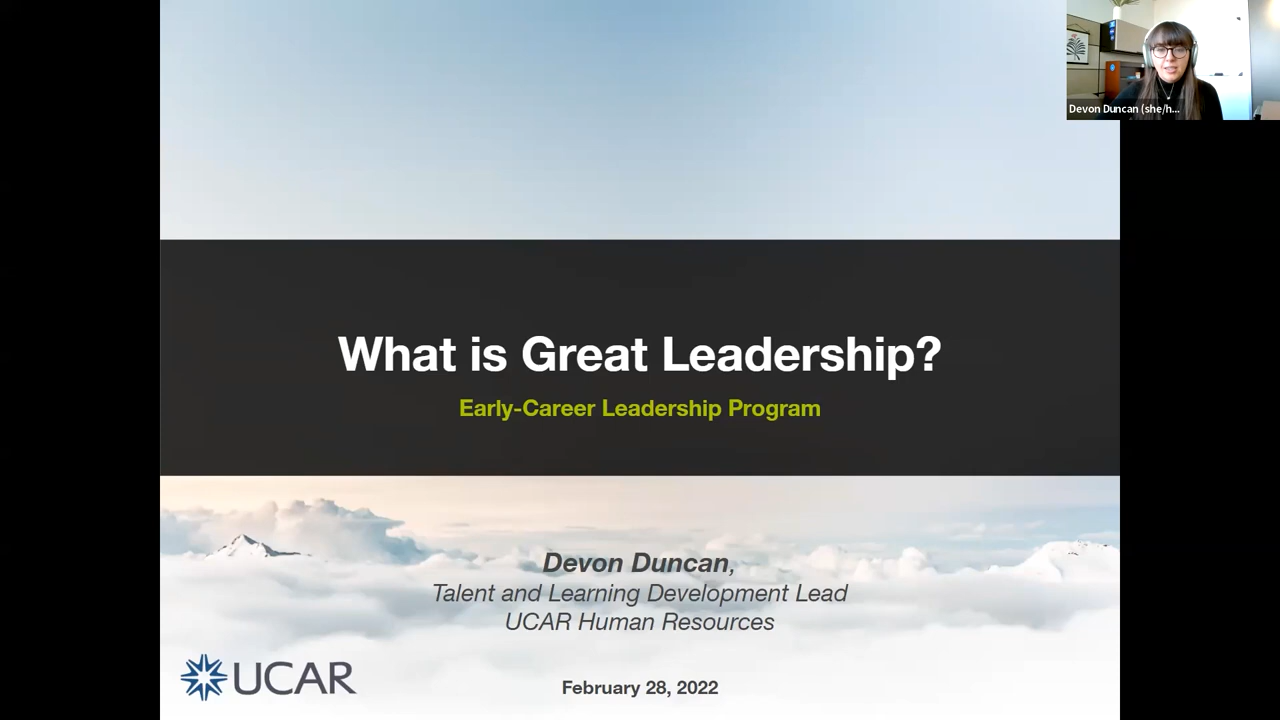 Devon Duncan (she/h...
What is Great Leadership?
Early-Career Leadership Program
Devon Duncan,
Talent and Learning Development Lead
UCAR Human Resources
UCAR
February 28, 2022